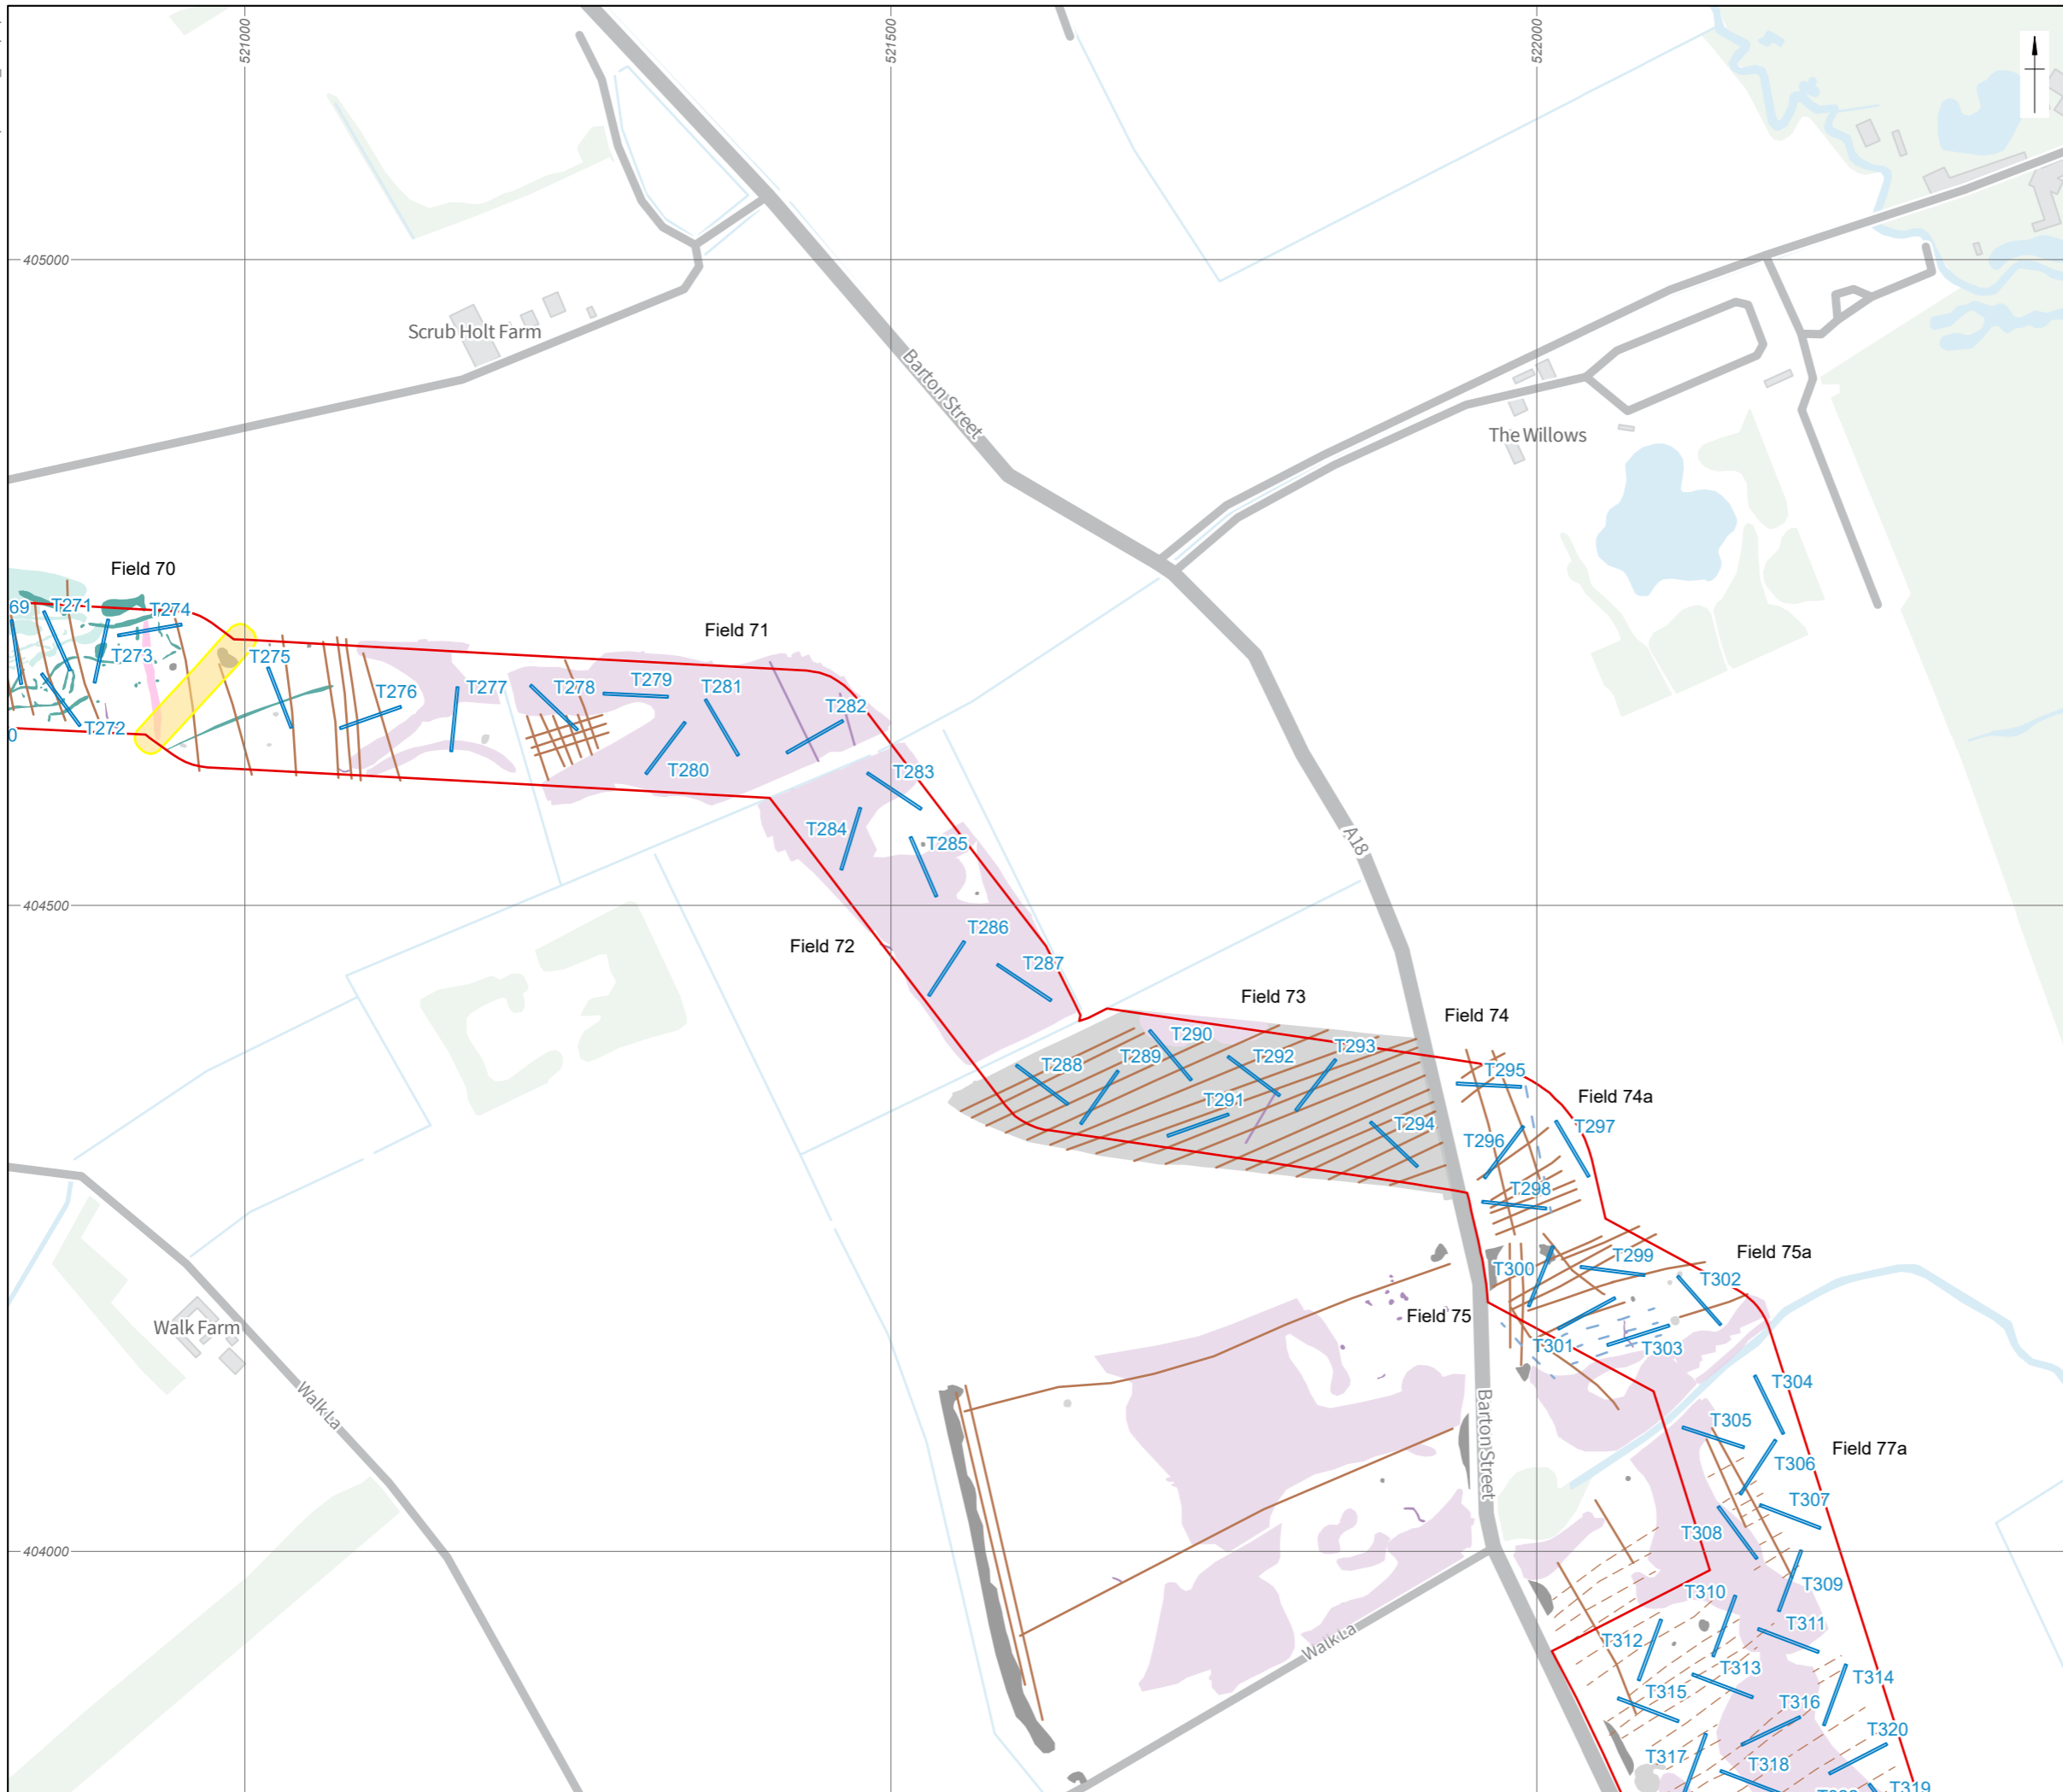 521000
521500
522000
405000
Scrub Holt Farm
Barton Street
The Willows
Field 70
69
T271
T274
T273
T272
0
T275
Field 71
T276
T277
T278
T279
T281
T282
T280
T283
T284
T285
A18
404500
Field 72
T286
T287
Field 73
Field 74
T288
T289
T290
T292
T293
T291
T294
T295
Field 74a
T296
T297
T298
Field 75a
T299
T300
T302
Field 75
T301
T303
Walk Farm
Walk La
Barton Street
T304
T305
Field 77a
T306
T307
T308
404000
T309
T310
T311
T312
Walk La
T313
T314
T315
T316
T317
T318
T320
T319